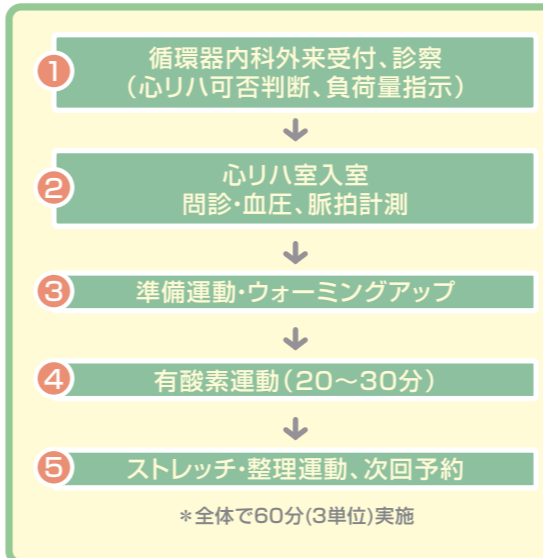 ① 循環器内科外来受付、診察
（心リハ可否判断、負荷量指示）
② 心リハ室入室
問診・血圧、脈拍計測
③ 準備運動・ウォーミングアップ
④ 有酸素運動（20～30分）
⑤ ストレッチ・整理運動、次回予約
＊全体で60分(3単位)実施